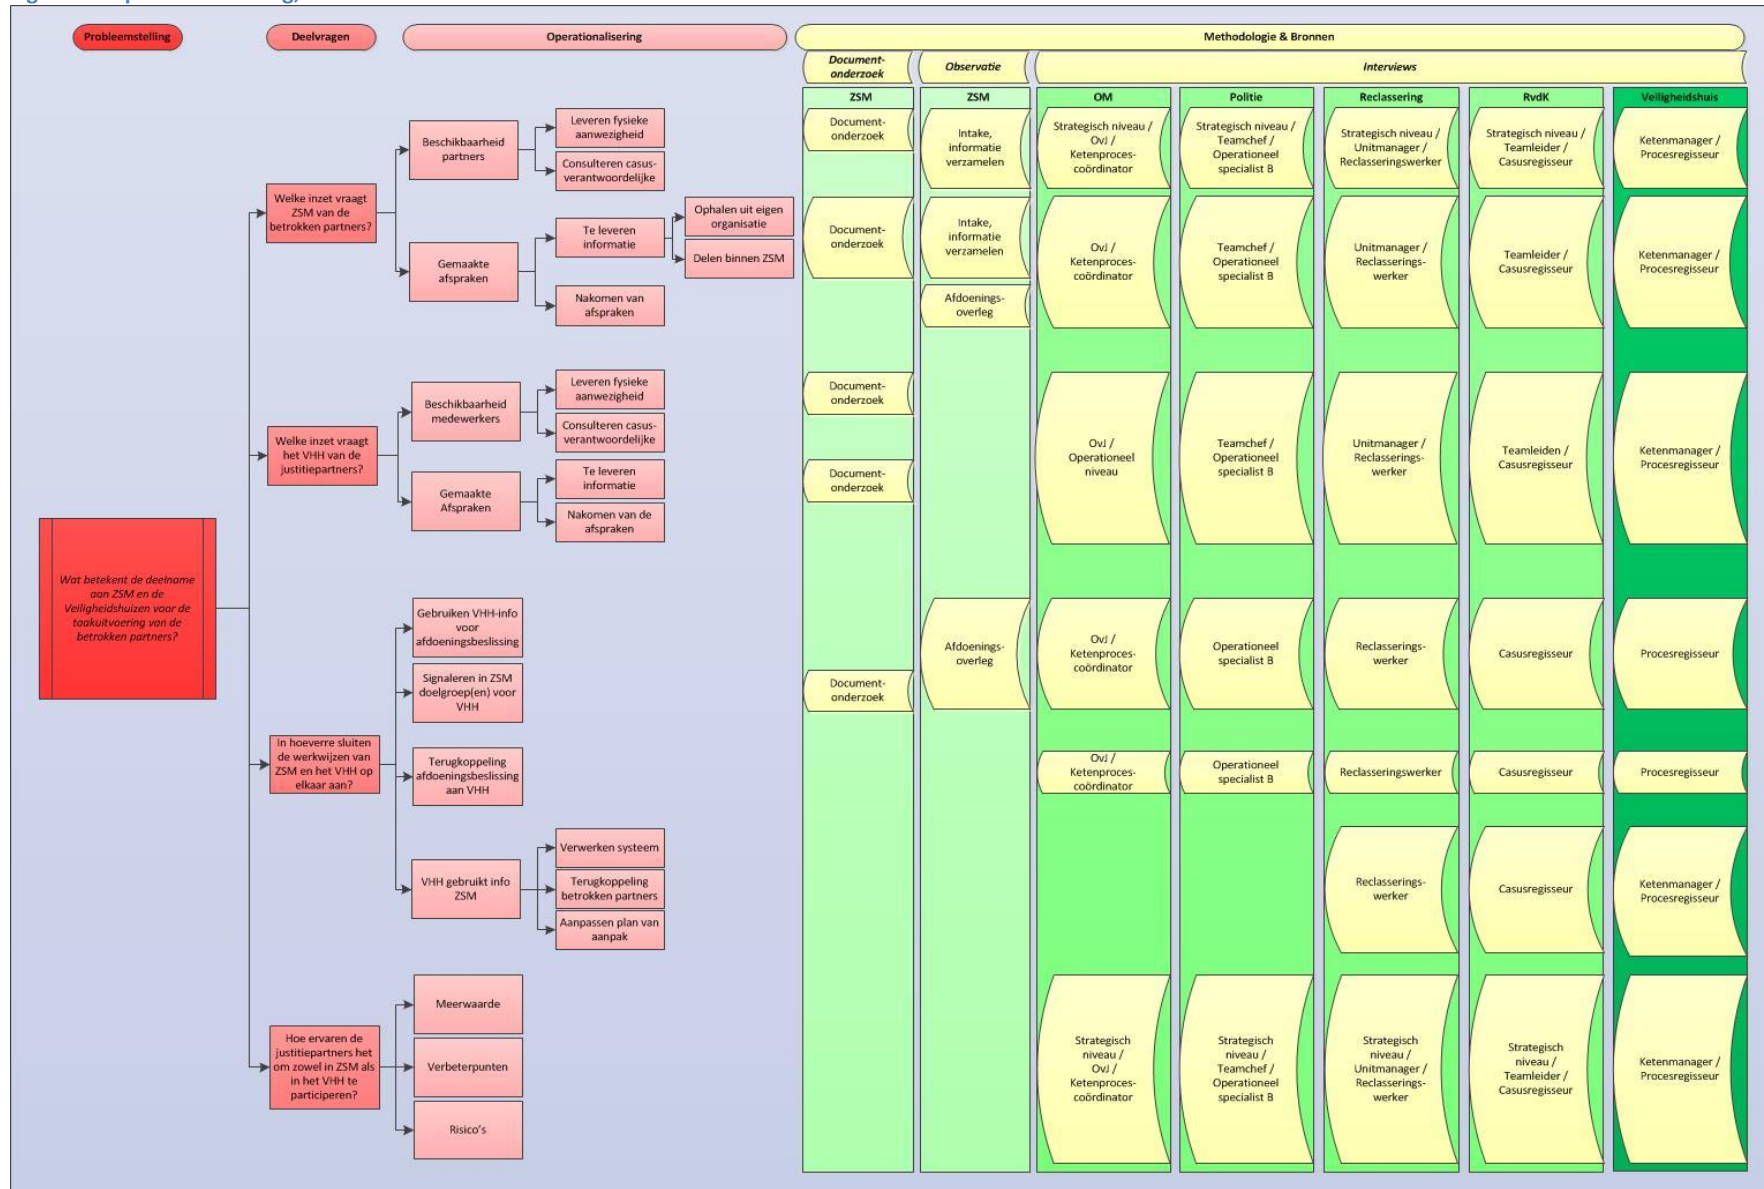 Probleemstelling
Deelvragen
Operationalisering
Methodologie & Bronnen
Document-
onderzoek
Observatie
Interviews
ZSM
ZSM
OM
Politie
Reclassering
RvdK
Veiligheidshuis
Wat betekent de deelname
aan ZSM en de
Veiligheidshuizen voor de
taakuitvoering van de
betrokken partners?
Welke inzet vraagt
ZSM van de
betrokken partners?
Beschikbaarheid
partners
Leveren fysieke
aanwezigheid
Consulteren casus-
verantwoordelijke
Gemaakte
afspraken
Te leveren
informatie
Ophalen uit eigen
organisatie
Delen binnen ZSM
Nakomen van
afspraken
Document-
onderzoek
Intake,
informatie
verzamelen
Strategisch niveau /
OvJ /
Ketenproces-
coördinator
Strategisch niveau /
Teamchef /
Operationeel
specialist B
Strategisch niveau /
Unitmanager /
Reclasseringswerker
Strategisch niveau /
Teamleider /
Casusregisseur
Ketenmanager /
Procesregisseur
Document-
onderzoek
Intake,
informatie
verzamelen
Afdoenings-
overleg
OvJ /
Ketenproces-
coördinator
Teamchef /
Operationeel
specialist B
Unitmanager /
Reclasserings-
werker
Teamleider /
Casusregisseur
Ketenmanager /
Procesregisseur
Welke inzet vraagt
het VHH van de
justitiepartners?
Beschikbaarheid
medewerkers
Leveren fysieke
aanwezigheid
Consulteren casus-
verantwoordelijke
Gemaakte
Afspraken
Te leveren
informatie
Nakomen van de
afspraken
Document-
onderzoek
Document-
onderzoek
OvJ /
Operationeel
niveau
Teamchef /
Operationeel
specialist B
Unitmanager /
Reclasserings-
werker
Teamleiden /
Casusregisseur
Ketenmanager /
Procesregisseur
In hoeverre sluiten
de werkwijzen van
ZSM en het VHH op
elkaar aan?
Gebruiken VHH-info
voor
afdoeningsbeslissing
Signaleren in ZSM
doelgroep(en) voor
VHH
Terugkoppeling
afdoeningsbeslissing
aan VHH
VHH gebruikt info
ZSM
Verwerken systeem
Terugkoppeling
betrokken partners
Aanpassen plan van
aanpak
Document-
onderzoek
Afdoenings-
overleg
OvJ /
Ketenproces-
coördinator
Operationeel
specialist B
Reclasserings-
werker
Casusregisseur
Procesregisseur
OvJ /
Ketenproces-
coördinator
Operationeel
specialist B
Reclasseringswerker
Casusregisseur
Procesregisseur
Reclasserings-
werker
Casusregisseur
Ketenmanager /
Procesregisseur
Hoe ervaren de
justitiepartners het
om zowel in ZSM als
in het VHH te
participeren?
Meerwaarde
Verbeterpunten
Risico's
Strategisch
niveau /
OvJ /
Ketenproces-
coördinator
Strategisch
niveau /
Teamchef /
Operationeel
specialist B
Strategisch
niveau /
Unitmanager /
Reclasserings-
werker
Strategisch
niveau /
Teamleider /
Casusregisseur
Ketenmanager /
Procesregisseur